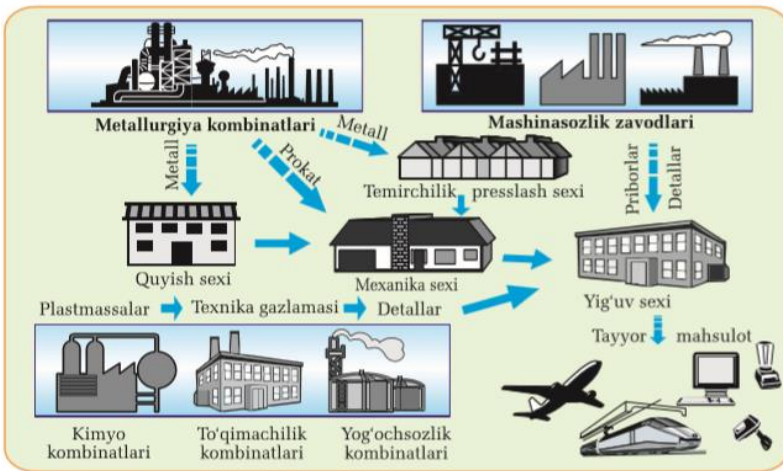 Metallurgiya kombinatlari
Mashinasozlik zavodlari
Metall
Metall
Prokat
Temirchilik presslash sexi
Priborlar
Detallar
Quyish sexi
Mexanika sexi
Yig‘uv sexi
Plastmassalar
Texnika gazlamasi
Detallar
Tayyor mahsulot
Kimyo
kombinatlari
To‘qimachilik
kombinatlari
Yog‘ochsozlik
kombinatlari